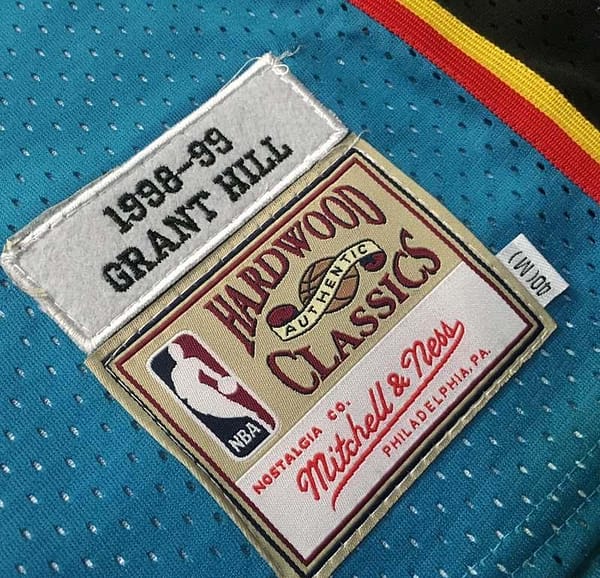 1998-99
GRANT HILL
HARDWOOD
AUTHENTIC
CLASSICS
NBA
NOSTALGIA CO.
Mitchell & Ness
PHILADELPHIA, PA.
40(M)